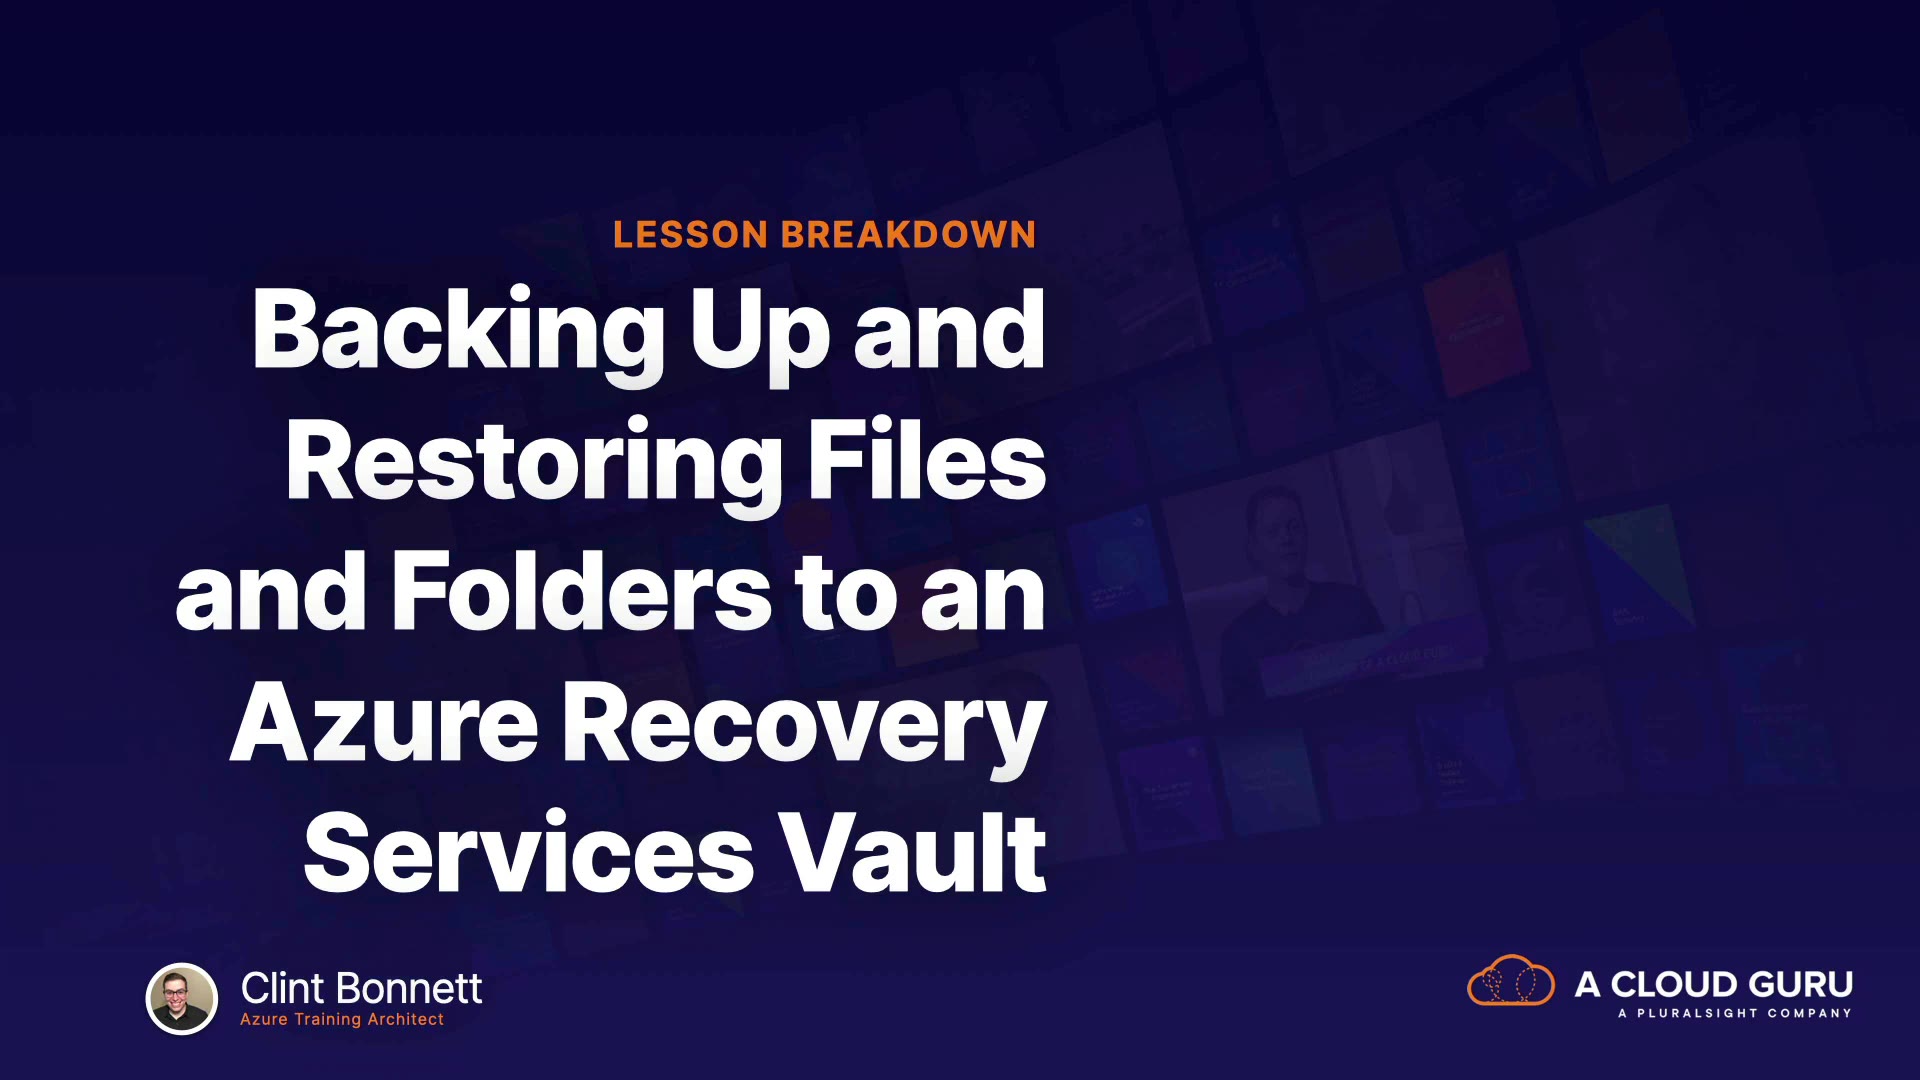 LESSON BREAKDOWN
Backing Up and
Restoring Files
and Folders to an
Azure Recovery
Services Vault
Clint Bonnett
Azure Training Architect
A CLOUD GURU
A PLURALSIGHT COMPANY